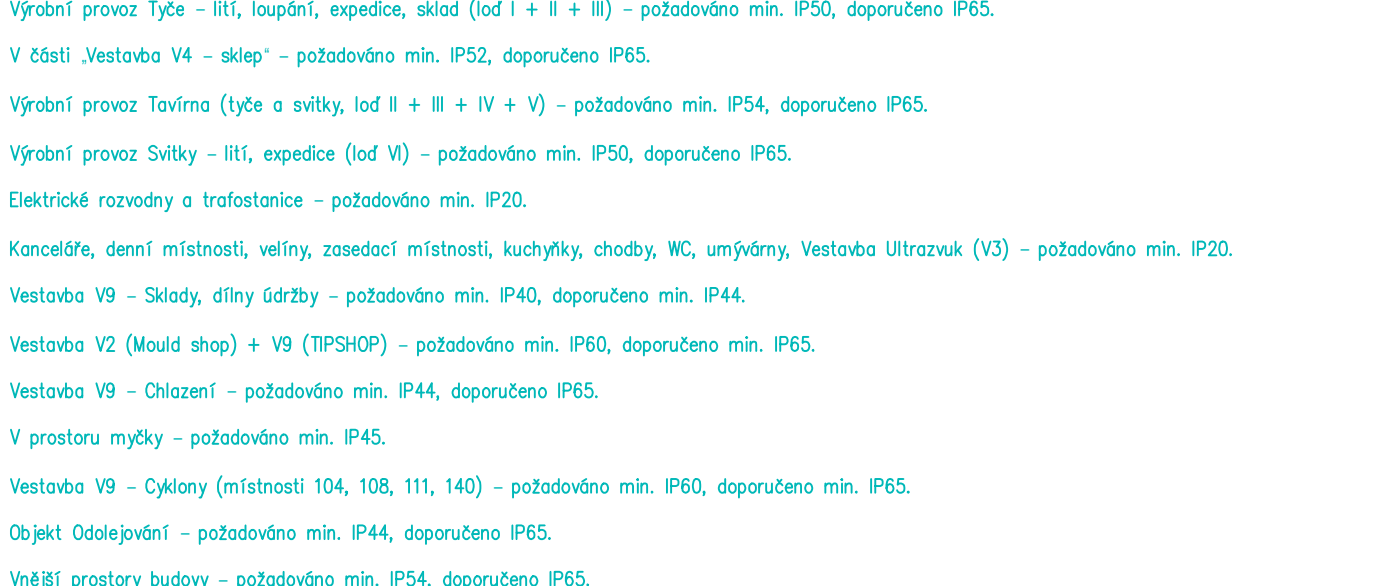 Výrobní provoz Tyče – lití, loupání, expedice, sklad (loď I + II + III) – požadováno min. IP50, doporučeno IP65.
V části „Vestavba V4 – sklep“ – požadováno min. IP52, doporučeno IP65.
Výrobní provoz Tavírna (tyče a svitky, loď II + III + IV + V) – požadováno min. IP54, doporučeno IP65.
Výrobní provoz Svitky – lití, expedice (loď VI) – požadováno min. IP50, doporučeno IP65.
Elektrické rozvodny a trafostanice – požadováno min. IP20.
Kanceláře, denní místnosti, velíny, zasedací místnosti, kuchyňky, chodby, WC, umývárny, Vestavba Ultrazvuk (V3) – požadováno min. IP20.
Vestavba V9 – Sklady, dílny údržby – požadováno min. IP40, doporučeno min. IP44.
Vestavba V2 (Mould shop) + V9 (TIPSHOP) – požadováno min. IP60, doporučeno min. IP65.
Vestavba V9 – Chlazení – požadováno min. IP44, doporučeno IP65.
V prostoru myčky – požadováno min. IP45.
Vestavba V9 – Cyklony (místnosti 104, 108, 111, 140) – požadováno min. IP60, doporučeno min. IP65.
Objekt Odolejování – požadováno min. IP44, doporučeno IP65.
Vnější prostory budovy – požadováno min. IP54, doporučeno IP65.